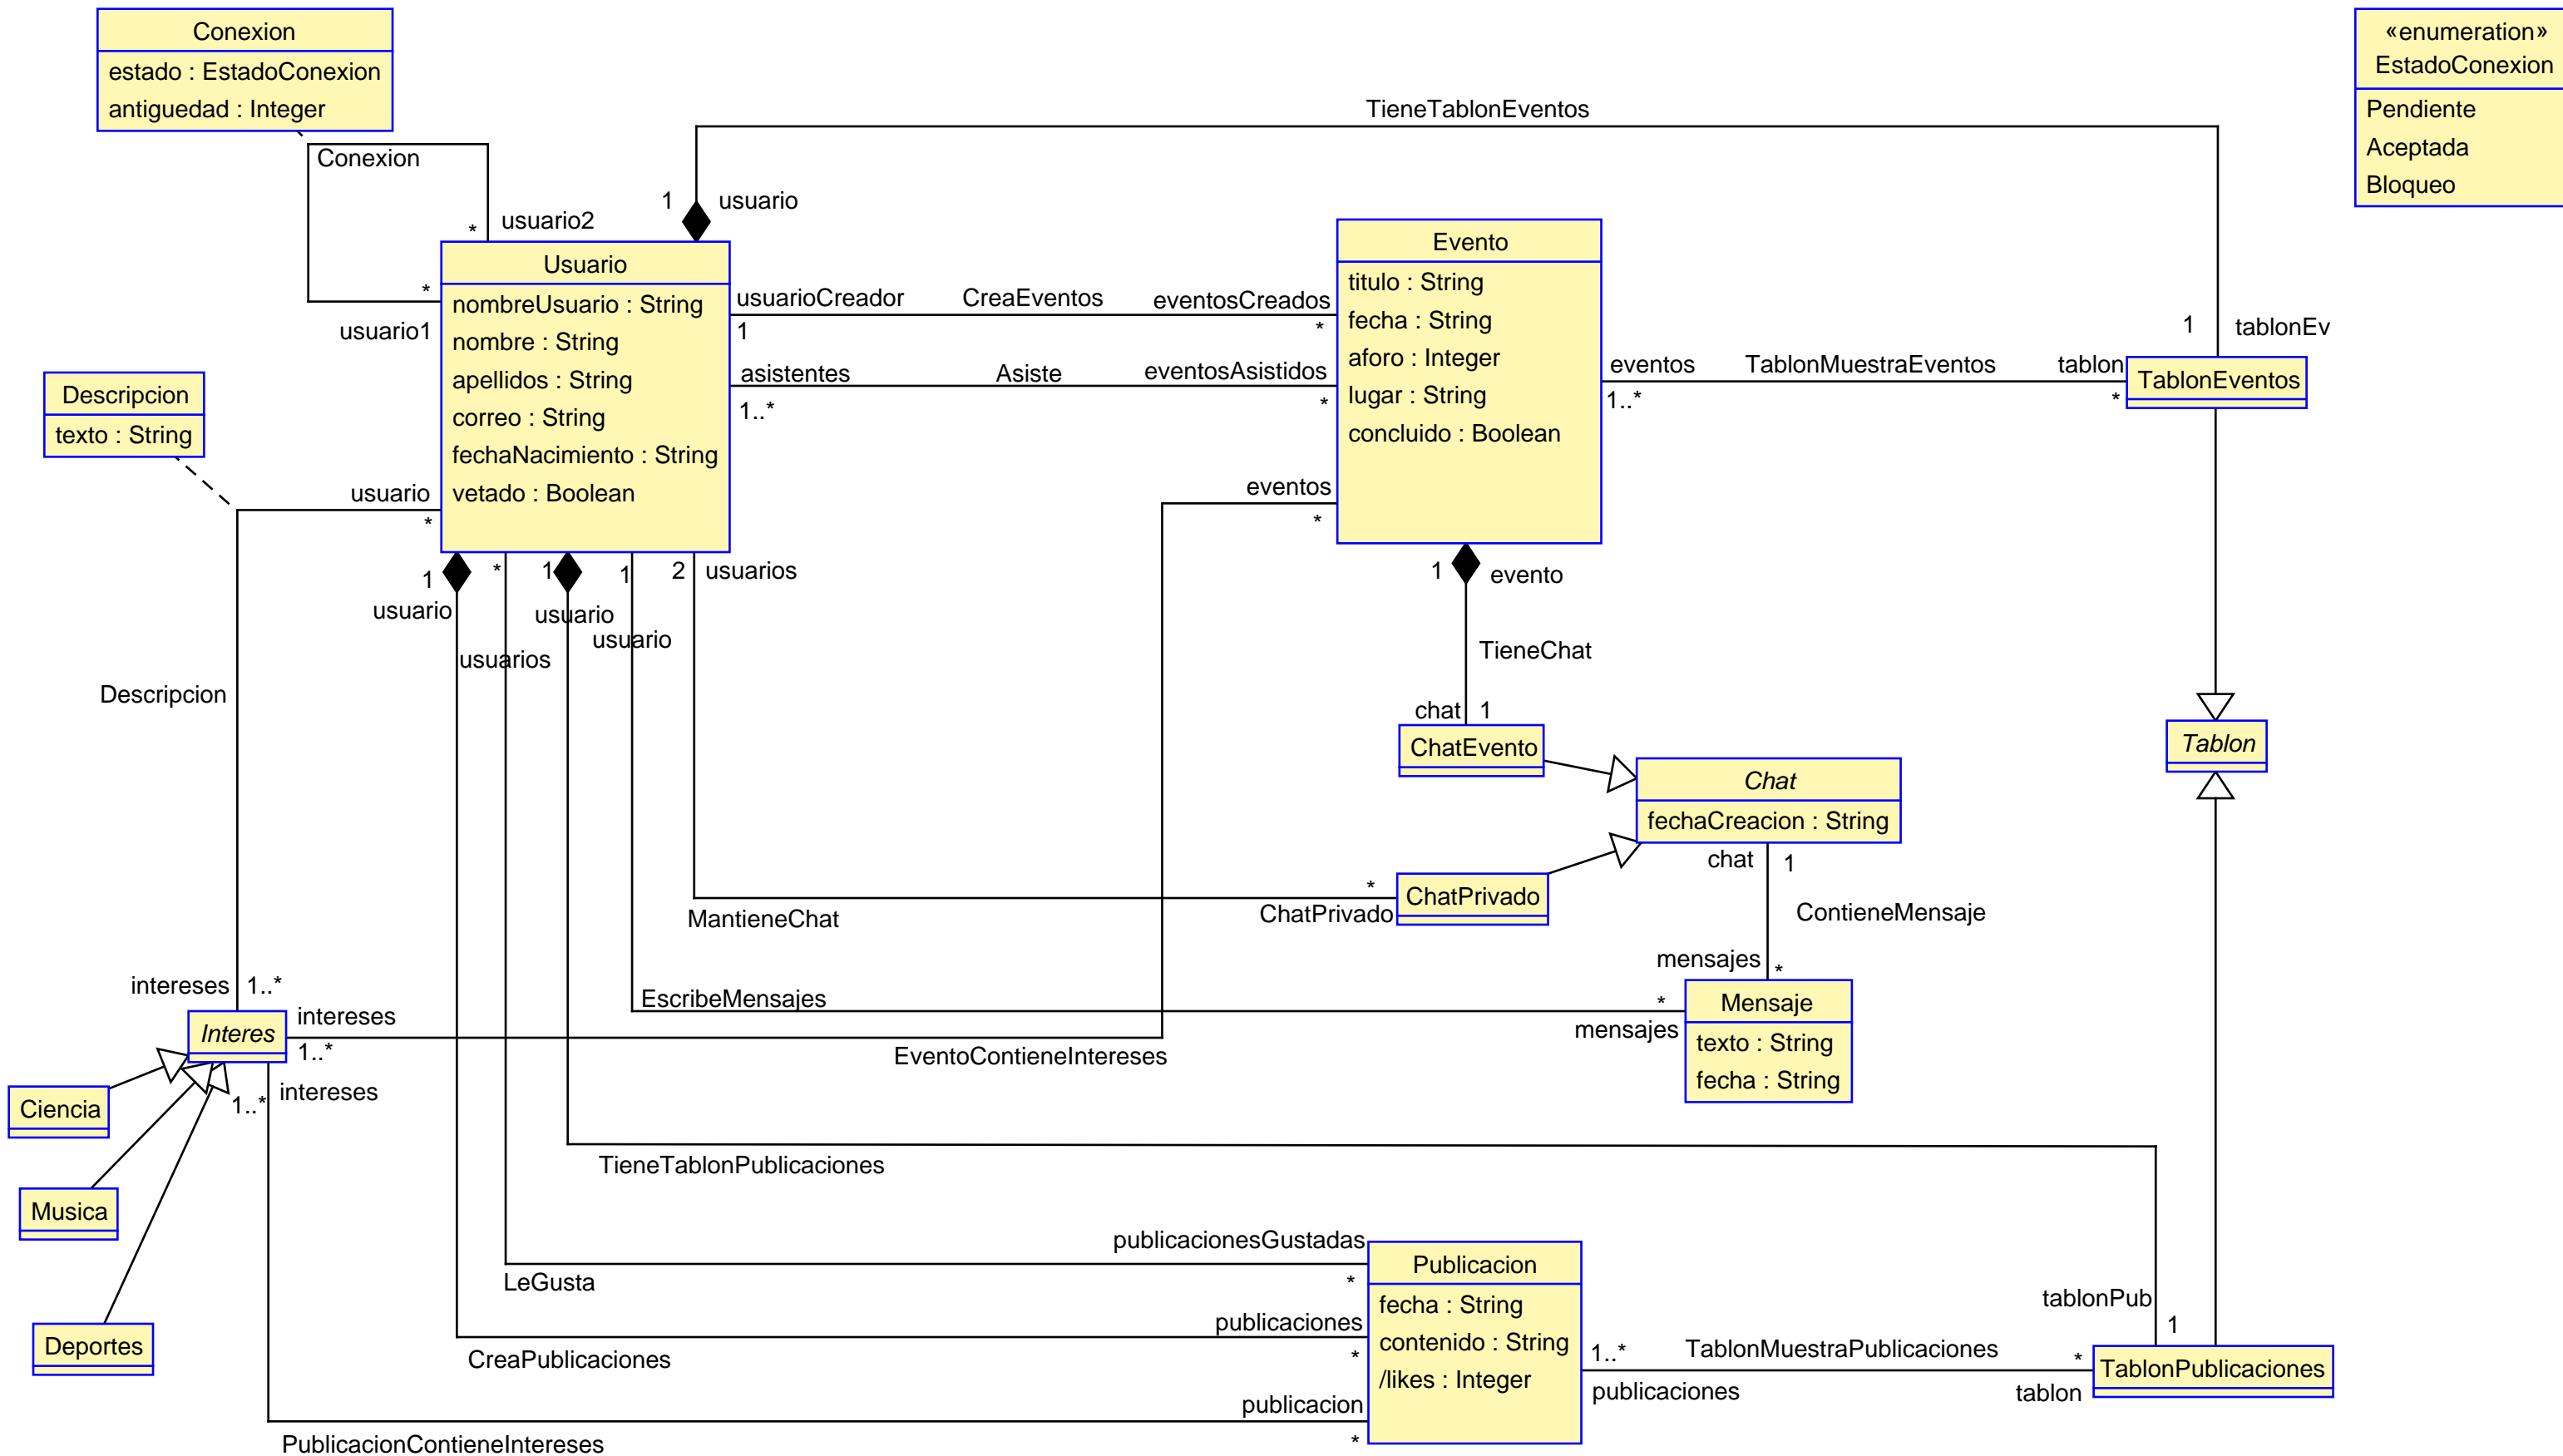 Conexion
estado : EstadoConexion
antiguedad : Integer
«enumeration»
EstadoConexion
Pendiente
Aceptada
Bloqueo
TieneTablonEventos
Conexion
1
usuario
*
usuario2
*
usuario1
Usuario
nombreUsuario : String
nombre : String
apellidos : String
correo : String
fechaNacimiento : String
vetado : Boolean
usuarioCreador
CreaEventos
eventosCreados
1
*
asistentes
Asiste
eventosAsistidos
1..*
*
Evento
titulo : String
fecha : String
aforo : Integer
lugar : String
concluido : Boolean
1
tablonEv
eventos
TablonMuestraEventos
tablon
1..*
*
TablonEventos
Descripcion
texto : String
usuario
*
eventos
*
1
usuario
*
usuarios
1
usuario
1
usuario
2
usuarios
1
evento
TieneChat
chat
1
Descripcion
ChatEvento
Tablon
Chat
fechaCreacion : String
chat
1
ChatPrivado
*
ChatPrivado
MantieneChat
ContieneMensaje
mensajes
*
intereses
1..*
Interes
intereses
1..*
EscribeMensajes
*
mensajes
EventoContieneIntereses
Mensaje
texto : String
fecha : String
1..*
intereses
Ciencia
Musica
Deportes
TieneTablonPublicaciones
publicacionesGustadas
*
LeGusta
publicaciones
*
CreaPublicaciones
publicacion
*
PublicacionContieneIntereses
Publicacion
fecha : String
contenido : String
/likes : Integer
tablonPub
1
1..*
TablonMuestraPublicaciones
*
publicaciones
tablon
TablonPublicaciones